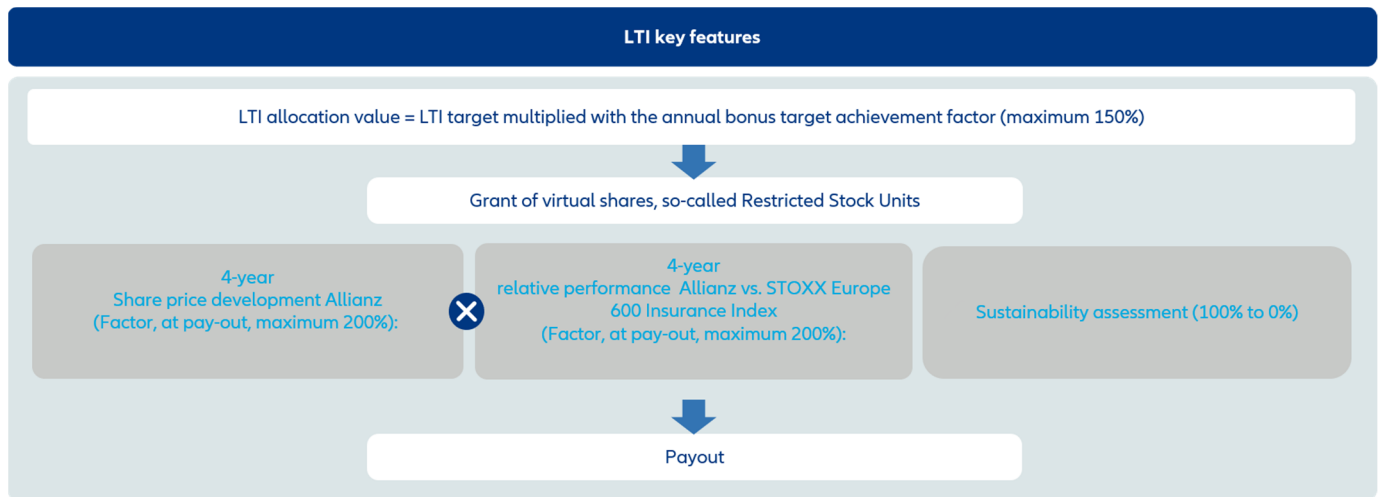 LTI key features
LTI allocation value = LTI target multiplied with the annual bonus target achievement factor (maximum 150%)
Grant of virtual shares, so-called Restricted Stock Units
4-year
Share price development Allianz
(Factor, at pay-out, maximum 200%):
4-year
relative performance Allianz vs. STOXX Europe
600 Insurance Index
(Factor, at pay-out, maximum 200%):
Sustainability assessment (100% to 0%)
Payout